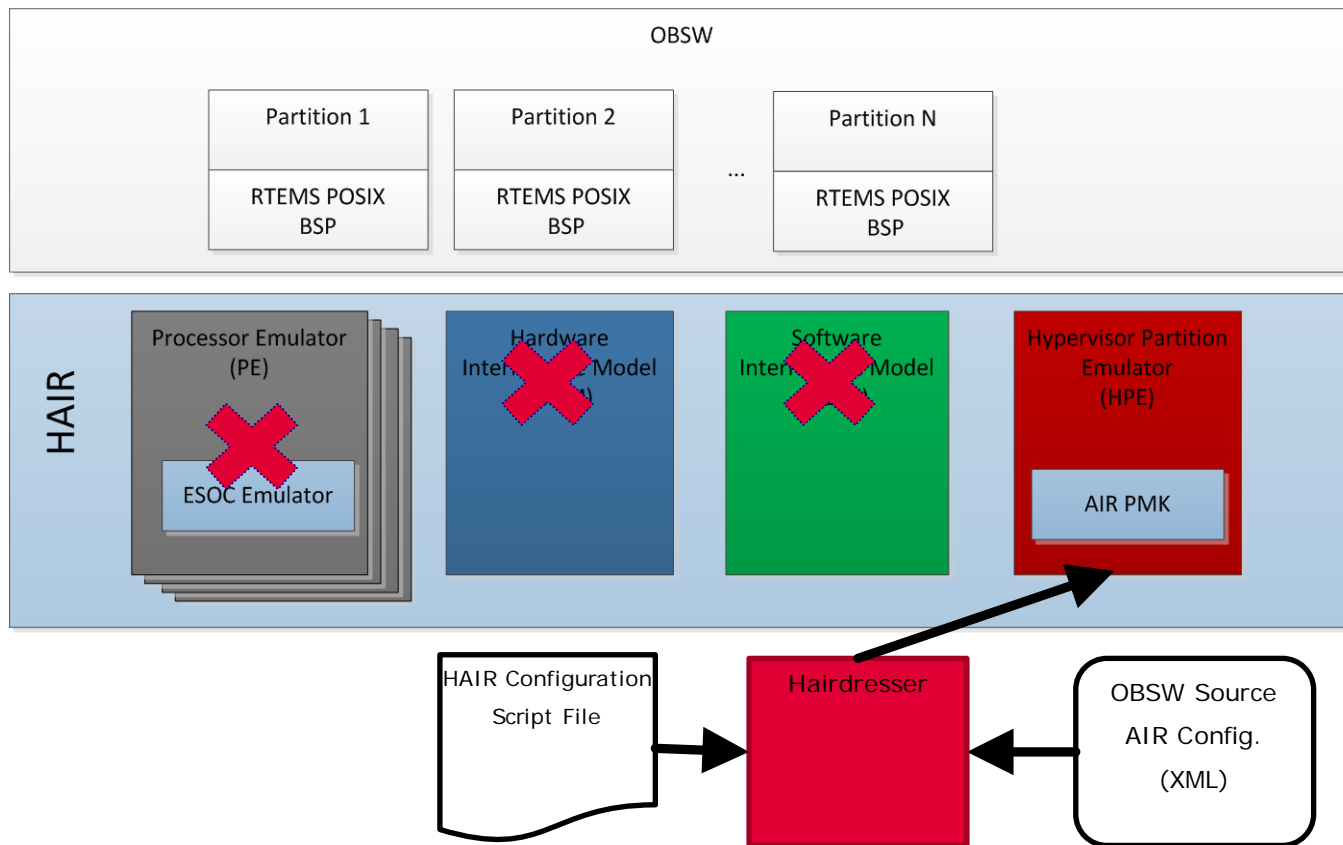 OBSW
Partition 1
RTEMS POSIX
BSP
Partition 2
RTEMS POSIX
BSP
...
Partition N
RTEMS POSIX
BSP
HAIR
Processor Emulator
(PE)
ESOC Emulator
Hardware
Model
Software
Model
Hypervisor Partition
Emulator
(HPE)
AIR PMK
HAIR Configuration
Script File
Hairdresser
OBSW Source
AIR Config.
(XML)